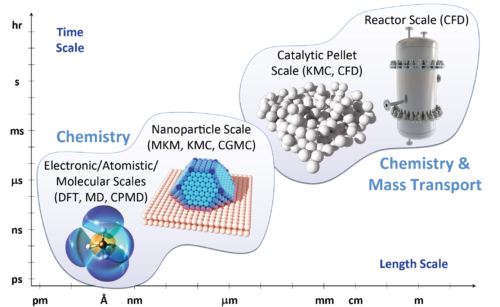 hr
Time
Scale
Reactor Scale (CFD)
s
Catalytic Pellet
Scale (KMC, CFD)
ms
Chemistry
Nanoparticle Scale
(MKM, KMC, CGMC)
Electronic/Atomistic/
Molecular Scales
(DFT, MD, CPMD)
Chemistry &
Mass Transport
μs
ns
Length Scale
ps
pm Å nm μm mm cm m